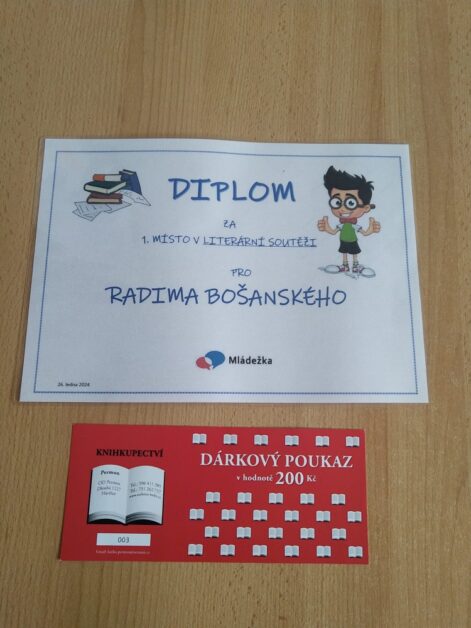 DIPLOM
ZA
1. MÍSTO V LITERÁRNÍ SOUTĚŽI
PRO
RADIMA BOŠANSKÉHO
Mládežka
26. ledna 2024
KNIHKUPECTVÍ
DÁRKOVÝ POUKAZ
v hodnotě 200 Kč
Permon
003